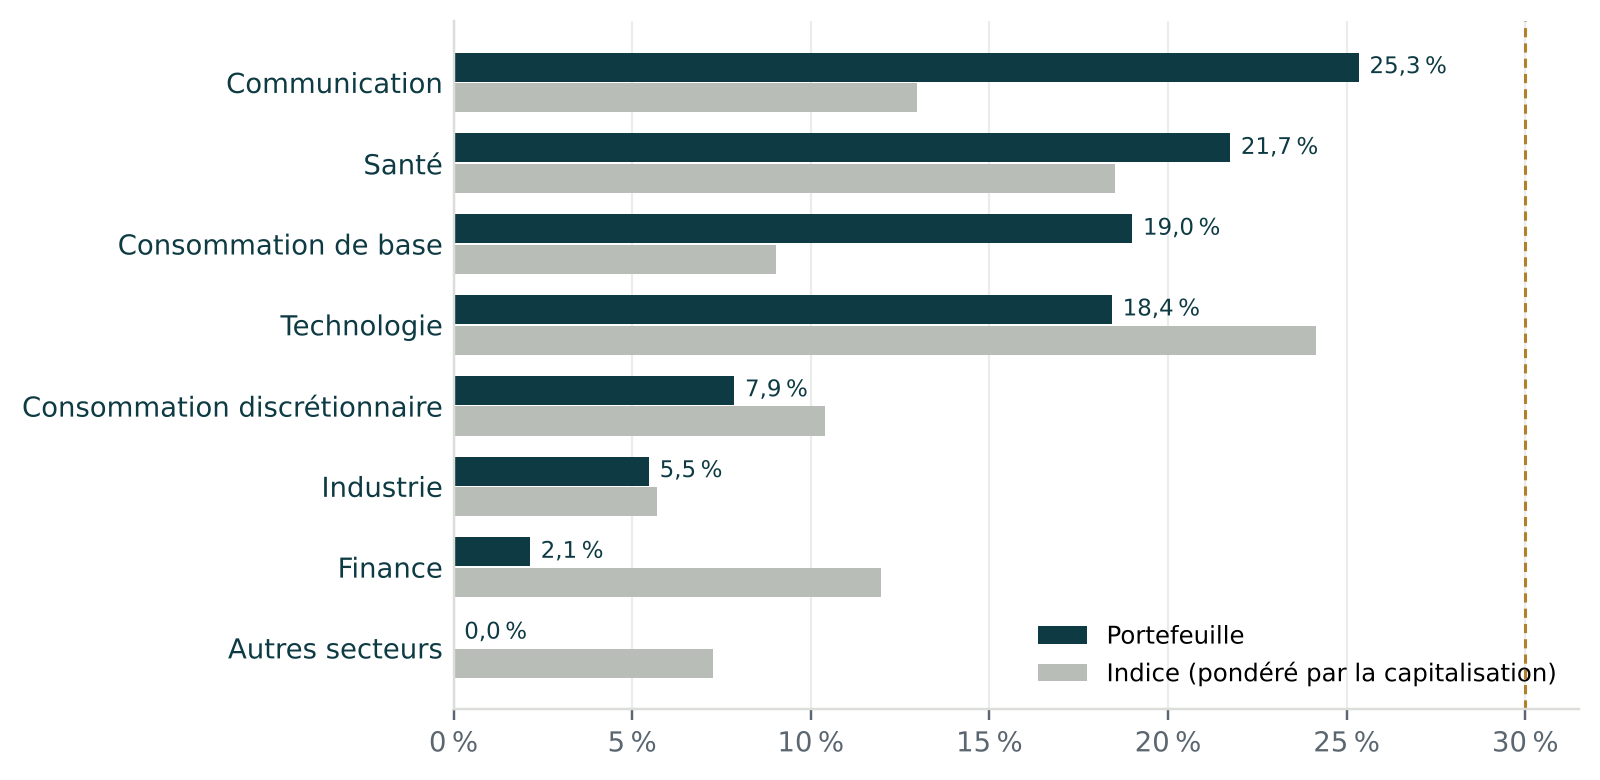 Communication
25,3 %
Santé
21,7 %
Consommation de base
19,0 %
Technologie
18,4 %
Consommation discrétionnaire
7,9 %
Industrie
5,5 %
Finance
2,1 %
Autres secteurs
0,0 %
Portefeuille
Indice (pondéré par la capitalisation)
0 % 5 % 10 % 15 % 20 % 25 % 30 %